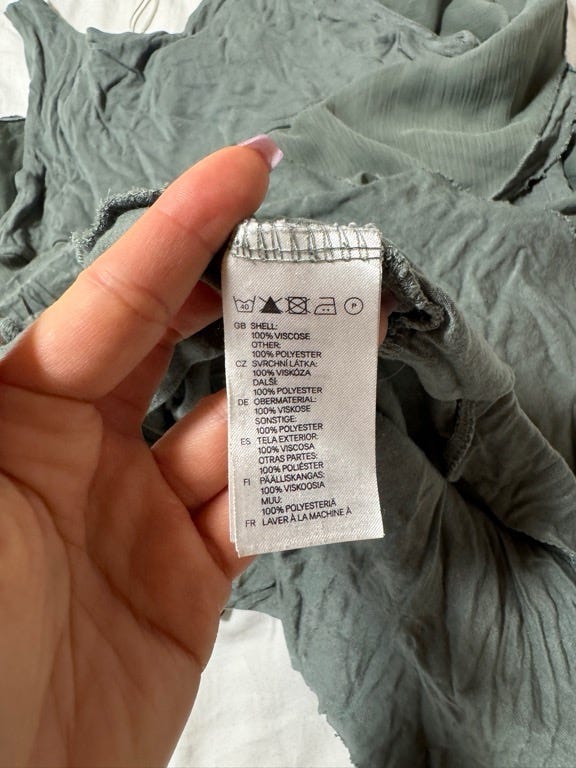 40 P
GB SHELL:
100% VISCOSE
OTHER:
100% POLYESTER
CZ SVRCHNÍ LÁTKA:
100% VISKÓZA
DALŠÍ:
100% POLYESTER
DE OBERMATERIAL:
100% VISKOSE
SONSTIGE:
100% POLYESTER
ES TELA EXTERIOR:
100% VISCOSA
OTRAS PARTES:
100% POLIÉSTER
FI PÄÄLLISKANGAS:
100% VISKOOSIA
MUU:
100% POLYESTERIÄ
FR LAVER À LA MACHINE À